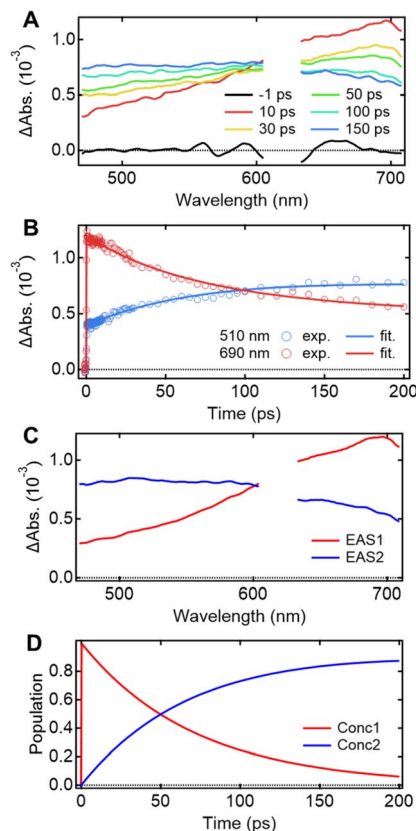 A
ΔAbs. (10⁻³)
1.0
0.5
0.0
-1 ps
50 ps
10 ps
100 ps
30 ps
150 ps
500
600
700
Wavelength (nm)
B
ΔAbs. (10⁻³)
1.0
0.5
0.0
510 nm exp. fit.
690 nm exp. fit.
0
50
100
150
200
Time (ps)
C
ΔAbs. (10⁻³)
1.0
0.5
0.0
EAS1
EAS2
500
600
700
Wavelength (nm)
D
Population
0.8
0.6
0.4
0.2
0.0
Conc1
Conc2
0
50
100
150
200
Time (ps)